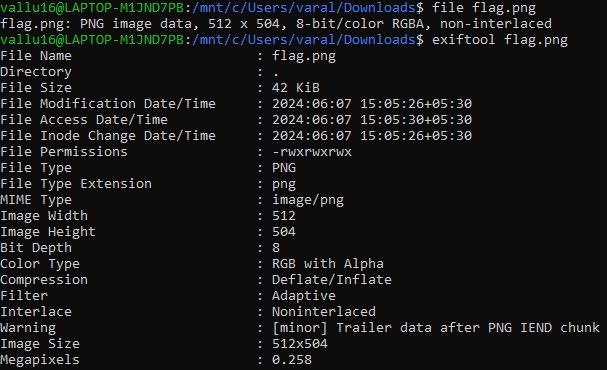 vallu16@LAPTOP-M1JND7PB:/mnt/c/Users/varal/Downloads$ file flag.png
flag.png: PNG image data, 512 x 504, 8-bit/color RGBA, non-interlaced
vallu16@LAPTOP-M1JND7PB:/mnt/c/Users/varal/Downloads$ exiftool flag.png
File Name                       : flag.png
Directory                       : .
File Size                       : 42 KiB
File Modification Date/Time     : 2024:06:07 15:05:26+05:30
File Access Date/Time           : 2024:06:07 15:05:30+05:30
File Inode Change Date/Time     : 2024:06:07 15:05:26+05:30
File Permissions                : -rwxrwxrwx
File Type                       : PNG
File Type Extension             : png
MIME Type                       : image/png
Image Width                     : 512
Image Height                    : 504
Bit Depth                       : 8
Color Type                      : RGB with Alpha
Compression                     : Deflate/Inflate
Filter                          : Adaptive
Interlace                       : Noninterlaced
Warning                         : [minor] Trailer data after PNG IEND chunk
Image Size                      : 512x504
Megapixels                      : 0.258